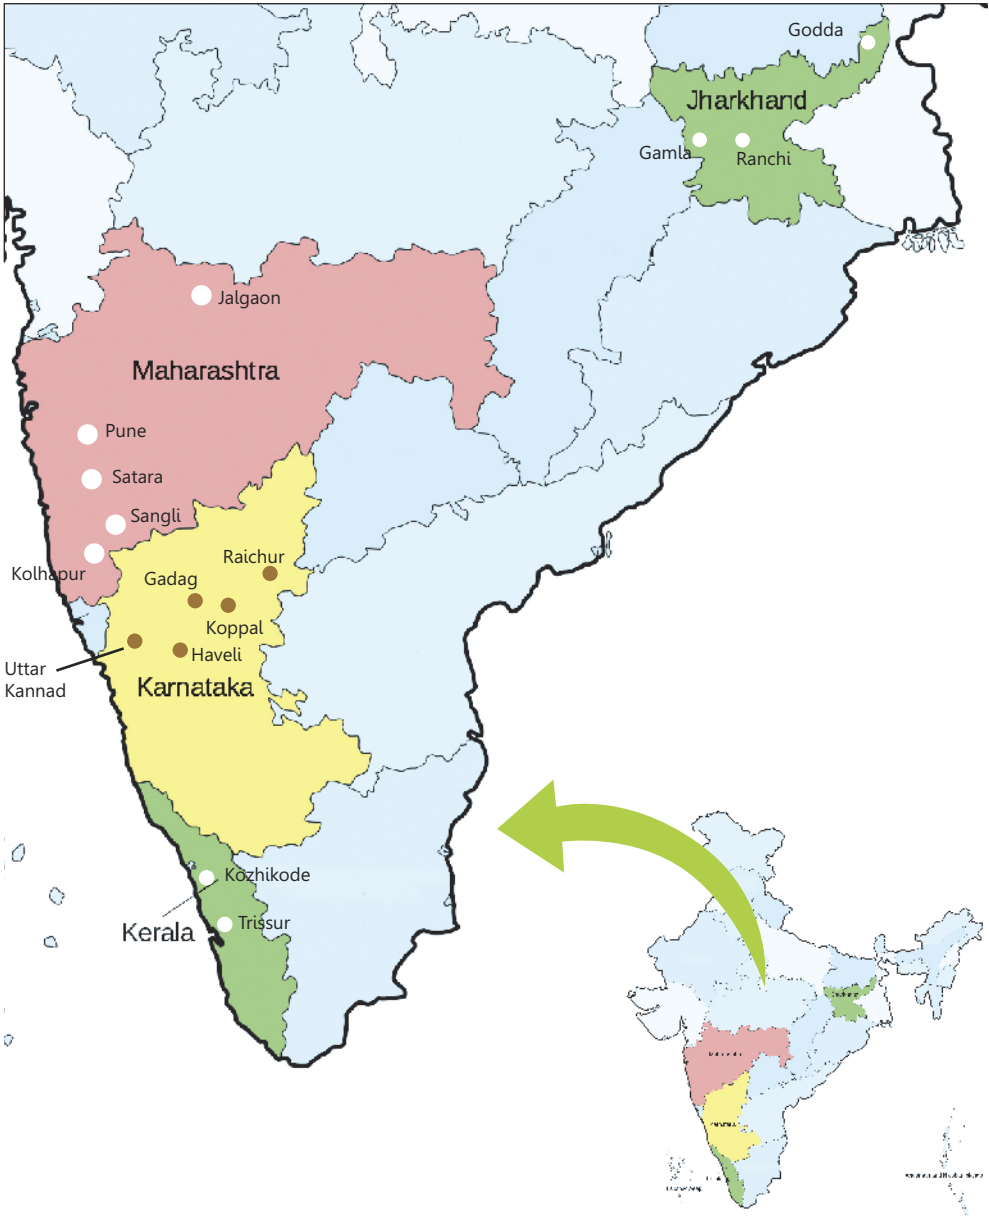 Godda
Jharkhand
Gamla
Ranchi
Jalgaon
Maharashtra
Pune
Satara
Sangli
Kolhapur
Raichur
Gadag
Koppal
Haveli
Uttar
Kannad
Karnataka
Kozhikode
Kerala
Trissur